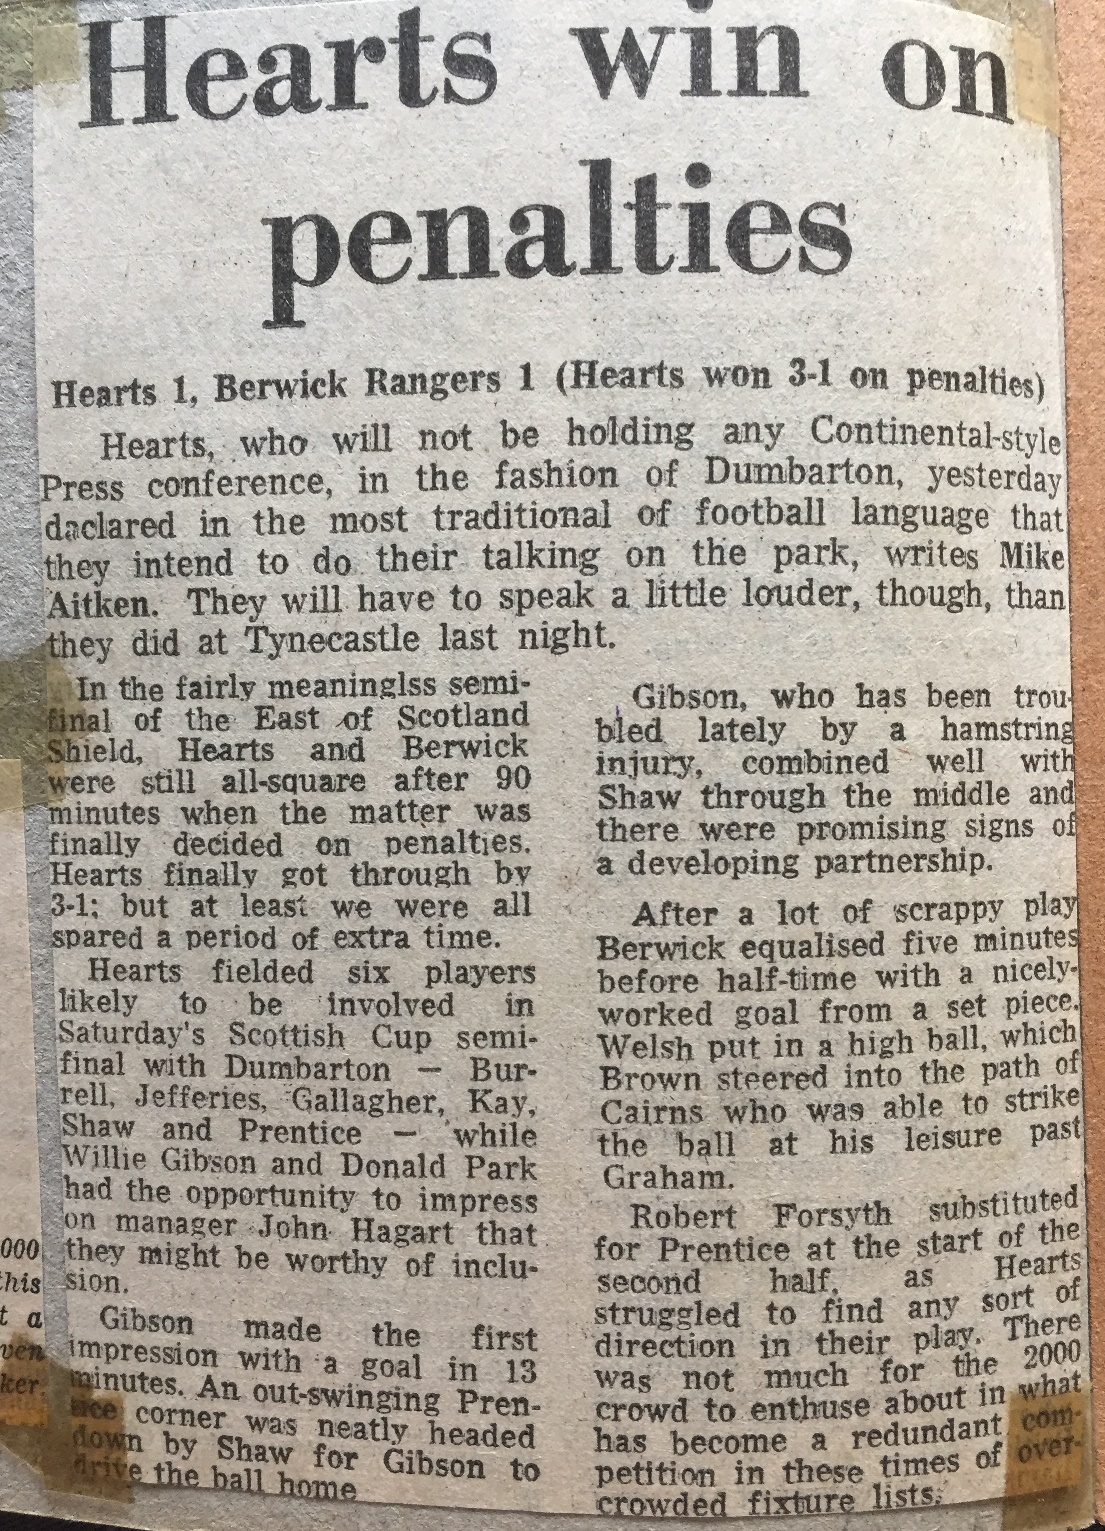 Hearts win on
penalties
Hearts 1, Berwick Rangers 1 (Hearts won 3-1 on penalties)
Hearts, who will not be holding any Continental-style
Press conference, in the fashion of Dumbarton, yesterday
daclared in the most traditional of football language that
they intend to do their talking on the park, writes Mike
Aitken. They will have to speak a little louder, though, than
they did at Tynecastle last night.
In the fairly meaninglss semi-
final of the East of Scotland
Shield, Hearts and Berwick
were still all-square after 90
minutes when the matter was
finally decided on penalties.
Hearts finally got through by
3-1; but at least we were all
spared a period of extra time.
Hearts fielded six players
likely to be involved in
Saturday's Scottish Cup semi-
final with Dumbarton — Bur-
rell, Jefferies, Gallagher, Kay,
Shaw and Prentice — while
Willie Gibson and Donald Park
had the opportunity to impress
on manager John Hagart that
they might be worthy of inclu-
sion.
Gibson made the first
impression with a goal in 13
minutes. An out-swinging Pren-
tice corner was neatly headed
down by Shaw for Gibson to
drive the ball home
Gibson, who has been trou-
bled lately by a hamstring
injury, combined well with
Shaw through the middle and
there were promising signs of
a developing partnership.
After a lot of scrappy play
Berwick equalised five minutes
before half-time with a nicely-
worked goal from a set piece.
Welsh put in a high ball, which
Brown steered into the path of
Cairns who was able to strike
the ball at his leisure past
Graham.
Robert Forsyth substituted
for Prentice at the start of the
second half, as Hearts
struggled to find any sort of
direction in their play. There
was not much for the 2000
crowd to enthuse about in what
has become a redundant com-
petition in these times of over-
crowded fixture lists.
000
this
t a
ven
ker.